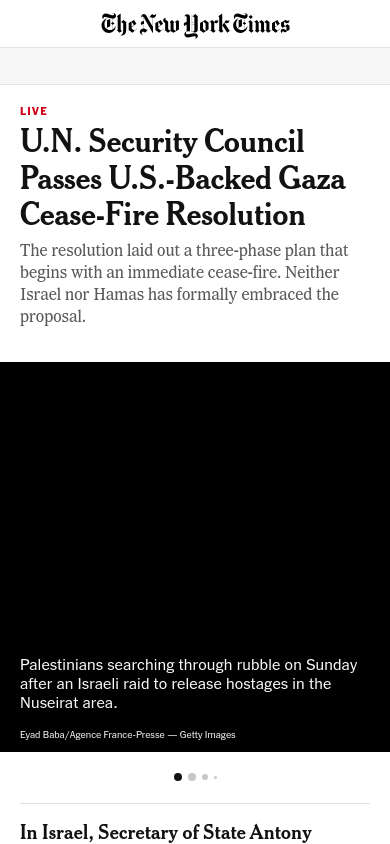 The New York Times
LIVE
U.N. Security Council
Passes U.S.-Backed Gaza
Cease-Fire Resolution
The resolution laid out a three-phase plan that
begins with an immediate cease-fire. Neither
Israel nor Hamas has formally embraced the
proposal.
Palestinians searching through rubble on Sunday
after an Israeli raid to release hostages in the
Nuseirat area.
Eyad Baba/Agence France-Presse — Getty Images
In Israel, Secretary of State Antony